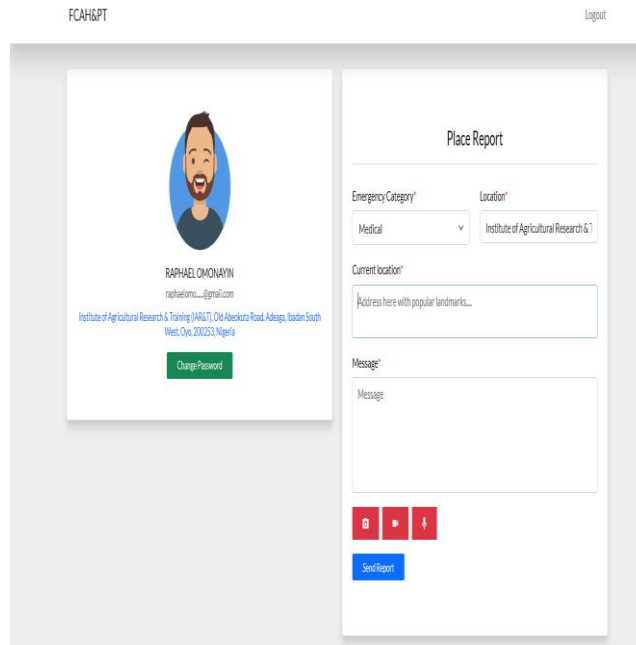 FCAH&PT
Logout
RAPHAEL OMONAYIN
raphaelomo.....@gmail.com
Institute of Agricultural Research & Training (IAR&T), Old Abeokuta Road, Adeaga, Ibadan South
West, Oyo, 200253, Nigeria
Change Password
Place Report
Emergency Category*
Location*
Medical
Institute of Agricultural Research & T
Current location*
Address here with popular landmarks....
Message*
Message
Send Report